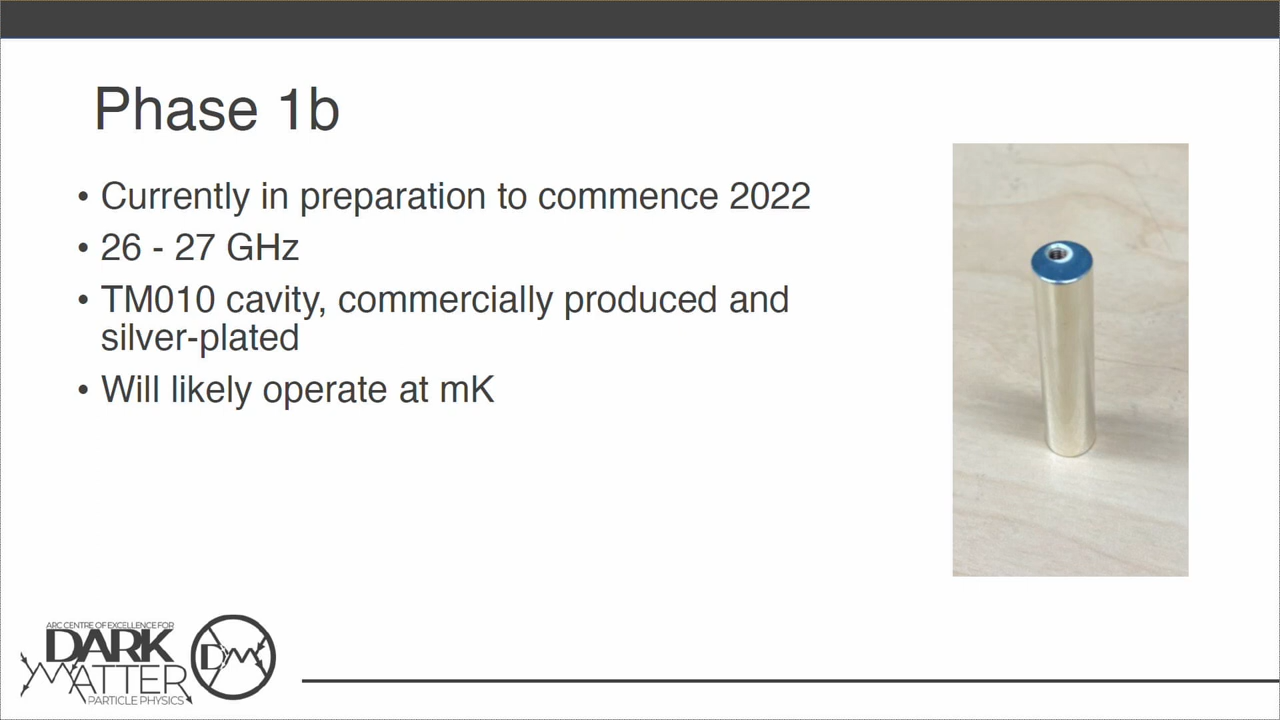 Phase 1b
• Currently in preparation to commence 2022
• 26 - 27 GHz
• TM010 cavity, commercially produced and
silver-plated
• Will likely operate at mK
ARC CENTRE OF EXCELLENCE FOR
DARK
MATTER
PARTICLE PHYSICS
DM